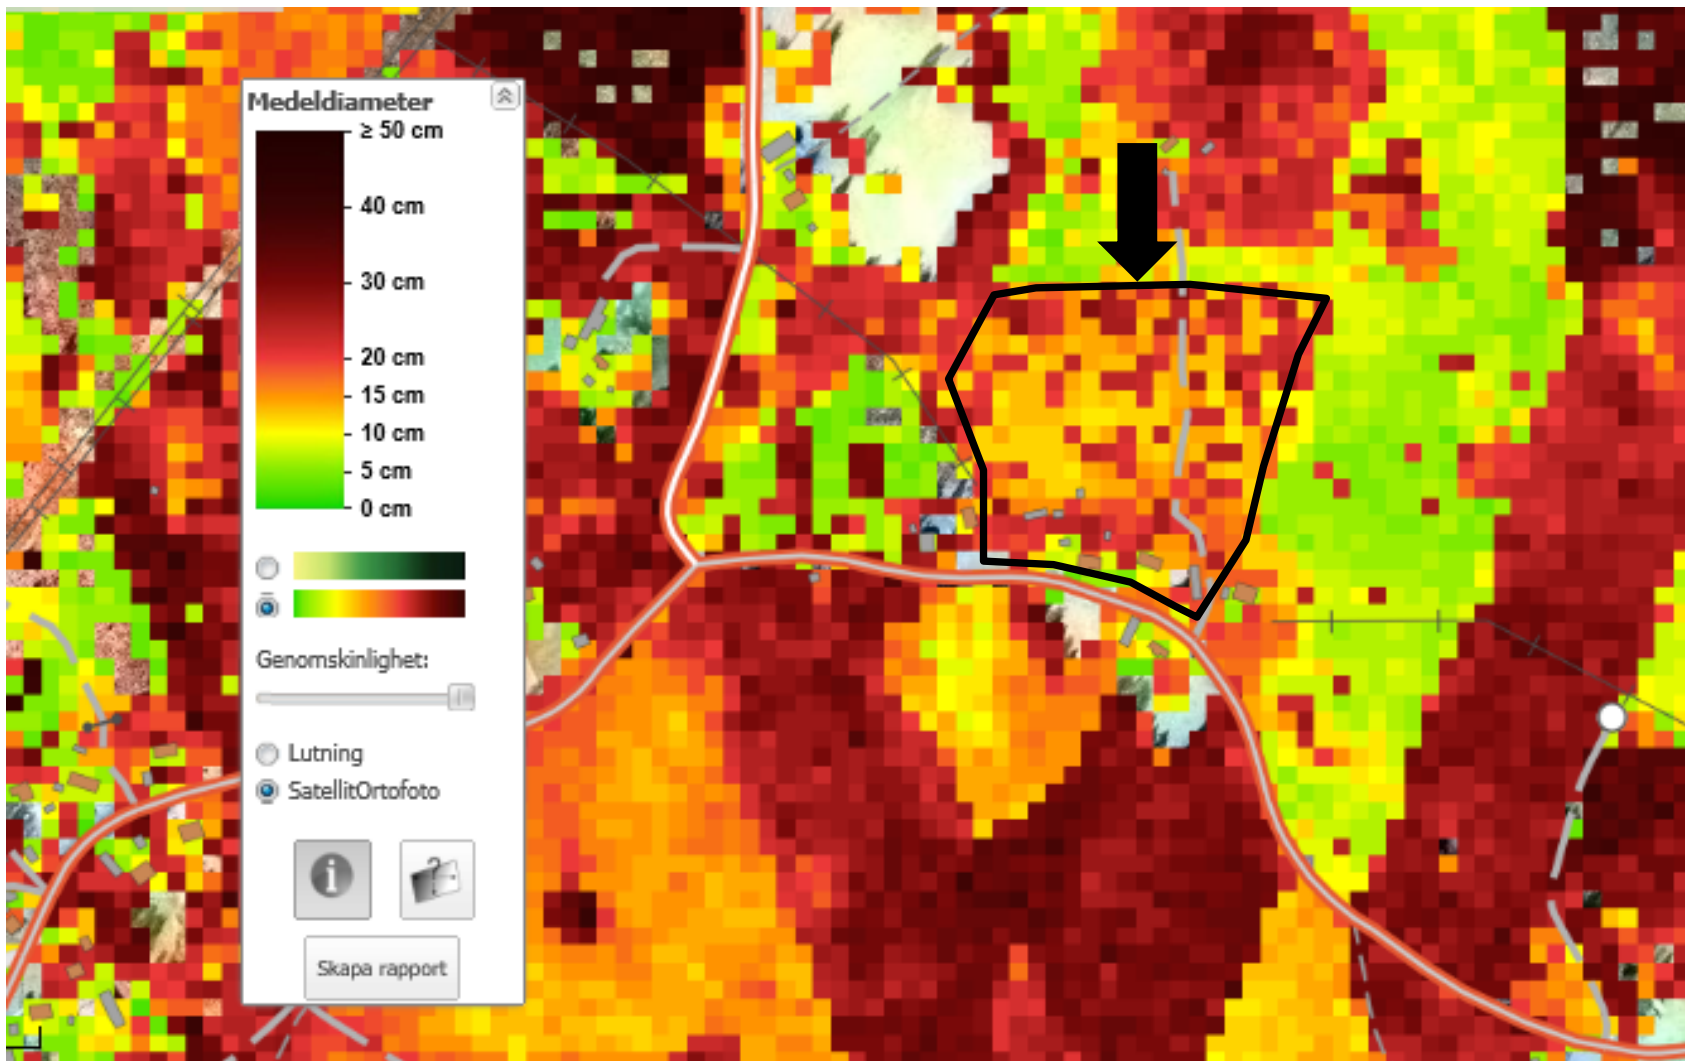 Medeldiameter
≥ 50 cm
40 cm
30 cm
20 cm
15 cm
10 cm
5 cm
0 cm
Genomskinlighet:
Lutning
SatellitOrtofoto
i
Skapa rapport